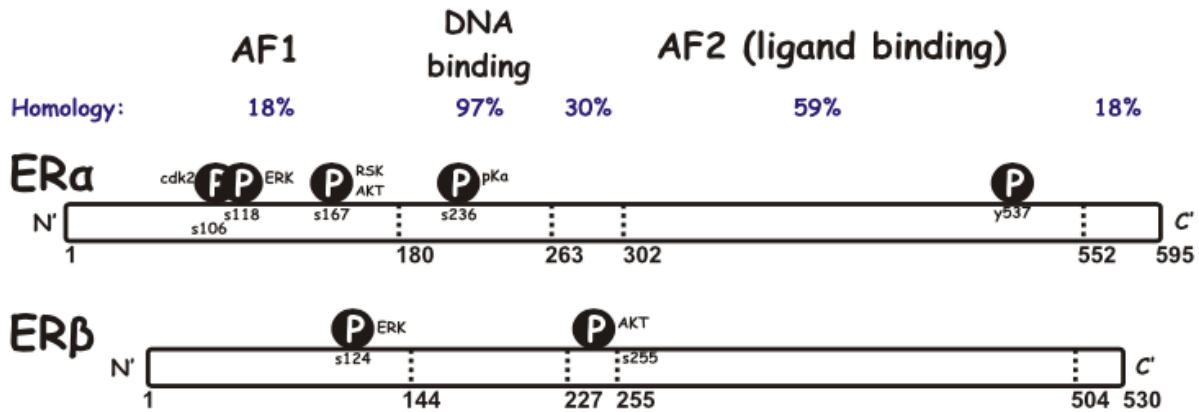 AF1
DNA
binding
AF2 (ligand binding)
Homology: 18% 97% 30% 59% 18%
ERα
cdk2 P P ERK P RSK
AKT P pKa P
N' s118 s167 s236 y537 C'
s106
1 180 263 302 552 595
ERβ
P ERK P AKT
N' s124 s255 C'
1 144 227 255 504 530